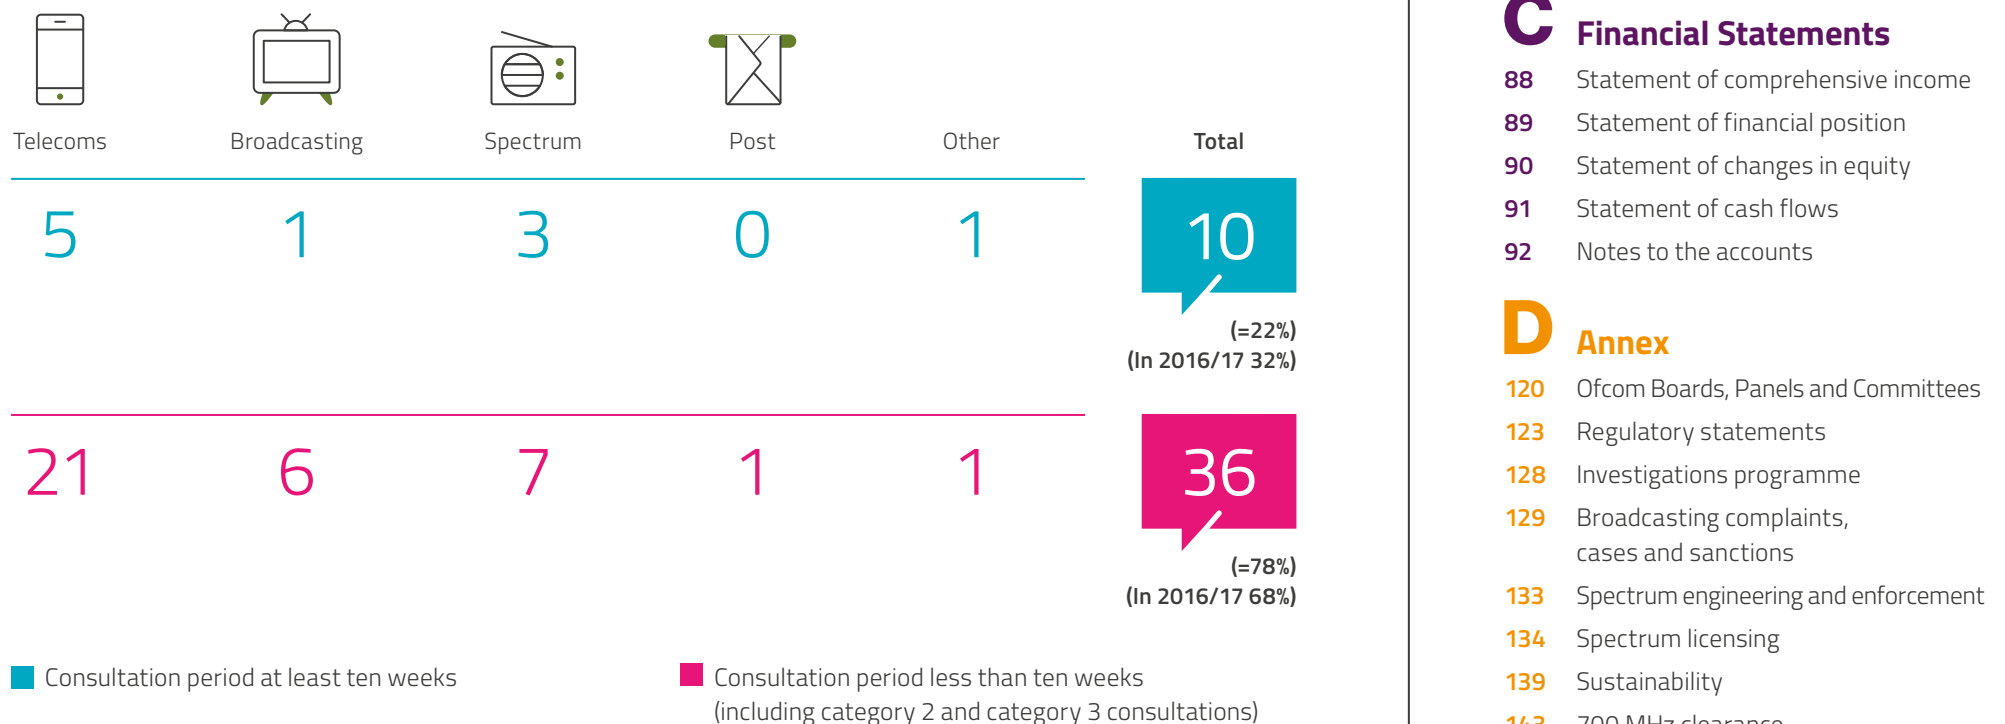 Telecoms Broadcasting Spectrum Post Other Total
5 1 3 0 1 10
(=22%)
(In 2016/17 32%)
21 6 7 1 1 36
(=78%)
(In 2016/17 68%)
Consultation period at least ten weeks
Consultation period less than ten weeks
(including category 2 and category 3 consultations)
C Financial Statements
88 Statement of comprehensive income
89 Statement of financial position
90 Statement of changes in equity
91 Statement of cash flows
92 Notes to the accounts
D Annex
120 Ofcom Boards, Panels and Committees
123 Regulatory statements
128 Investigations programme
129 Broadcasting complaints,
cases and sanctions
133 Spectrum engineering and enforcement
134 Spectrum licensing
139 Sustainability
143 700 MHz clearance